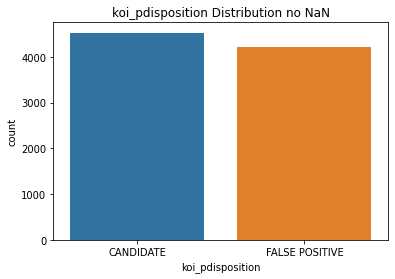 koi_pdisposition Distribution no NaN
4000
3000
2000
1000
0
count
CANDIDATE FALSE POSITIVE
koi_pdisposition